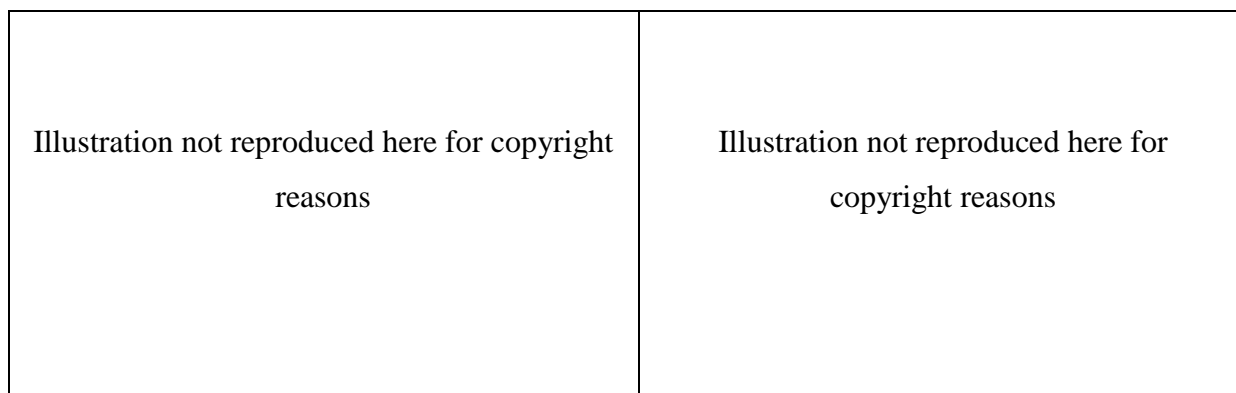 Illustration not reproduced here for copyright
reasons
Illustration not reproduced here for
copyright reasons